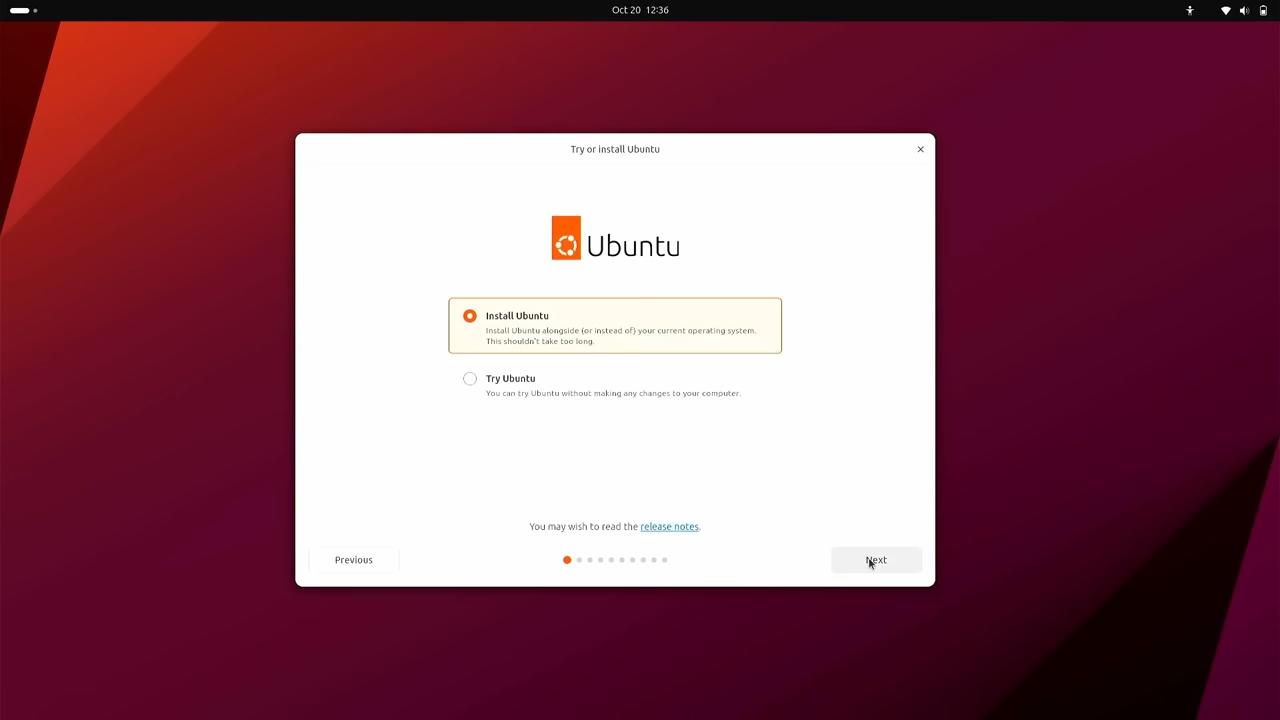 Oct 20 12:36
Try or install Ubuntu
Ubuntu
Install Ubuntu
Install Ubuntu alongside (or instead of) your current operating system.
This shouldn't take too long.
Try Ubuntu
You can try Ubuntu without making any changes to your computer.
You may wish to read the release notes.
Previous
Next